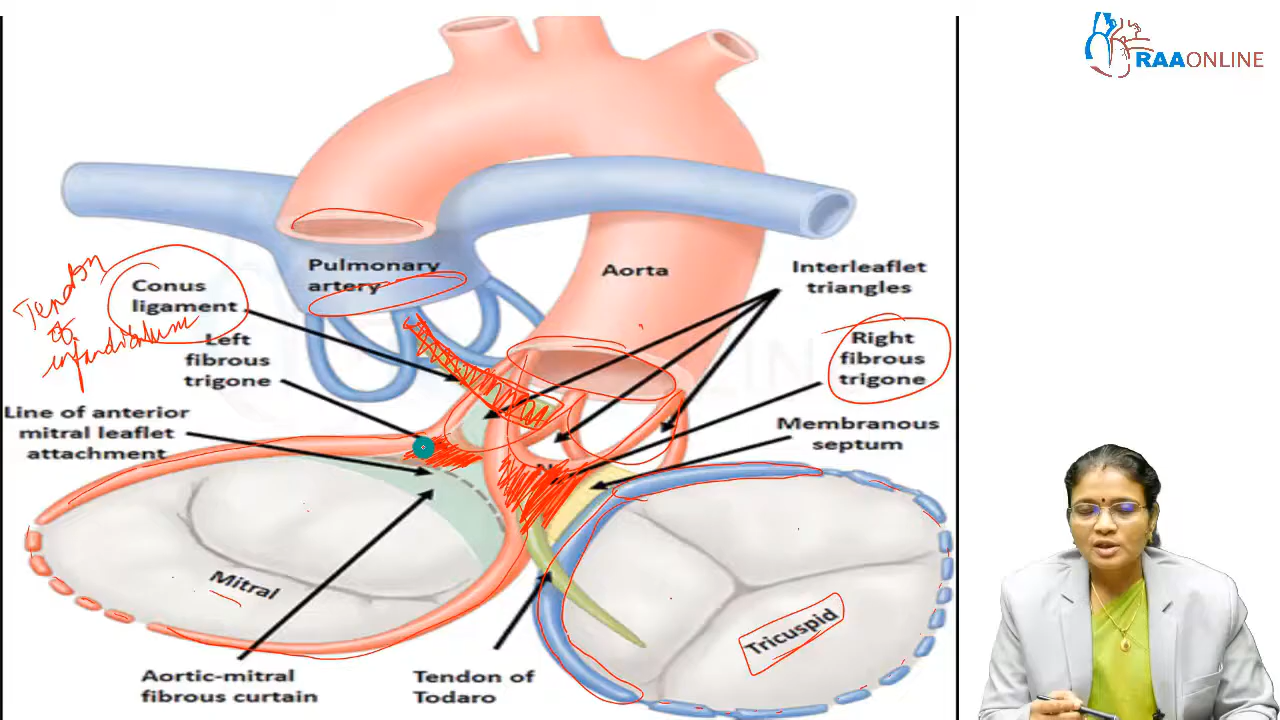 RAAONLINE
Pulmonary
artery
Aorta
Interleaflet
triangles
Tendon
of
infundibulum
Conus
ligament
Left
fibrous
trigone
Right
fibrous
trigone
Line of anterior
mitral leaflet
attachment
Membranous
septum
Mitral
Tricuspid
Aortic-mitral
fibrous curtain
Tendon of
Todaro